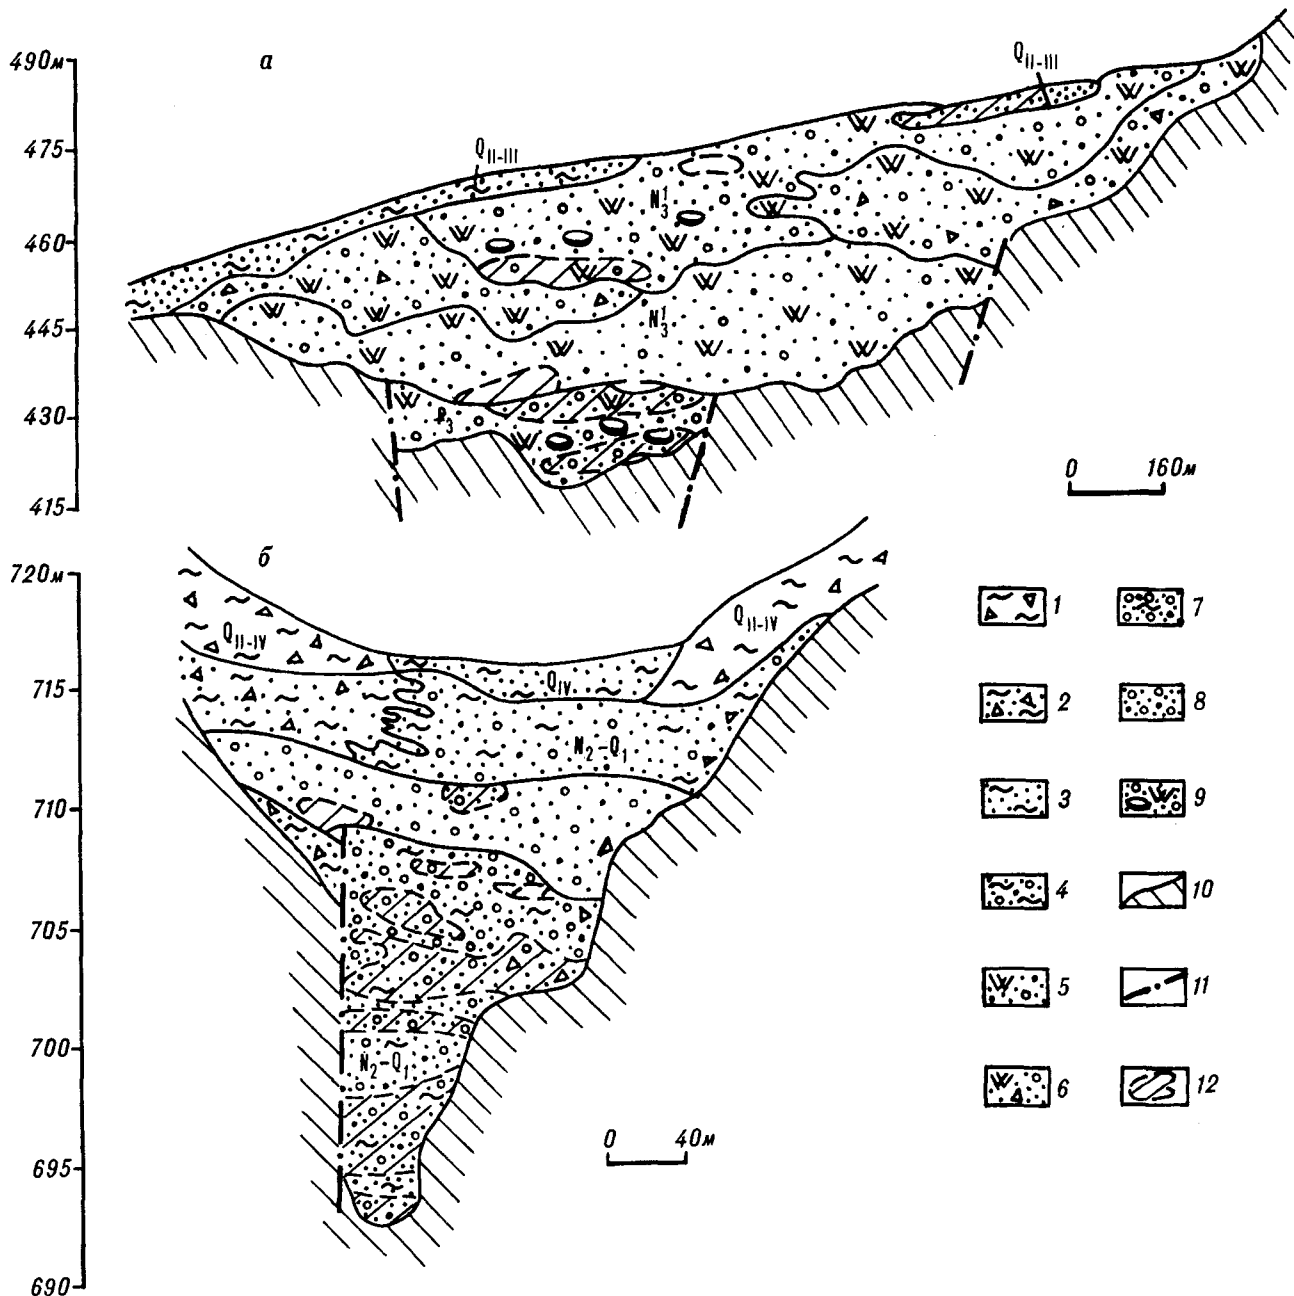 а
490м
475
460
445
430
415
Q II-III
Q II-III
N¹₃
N¹₃
P₃
0 160м
б
720м
715
710
705
700
695
690
Q II-IV
Q II-IV
Q IV
N₂-Q₁
N₂-Q₁
0 40м
1 7
2 8
3 9
4 10
5 11
6 12